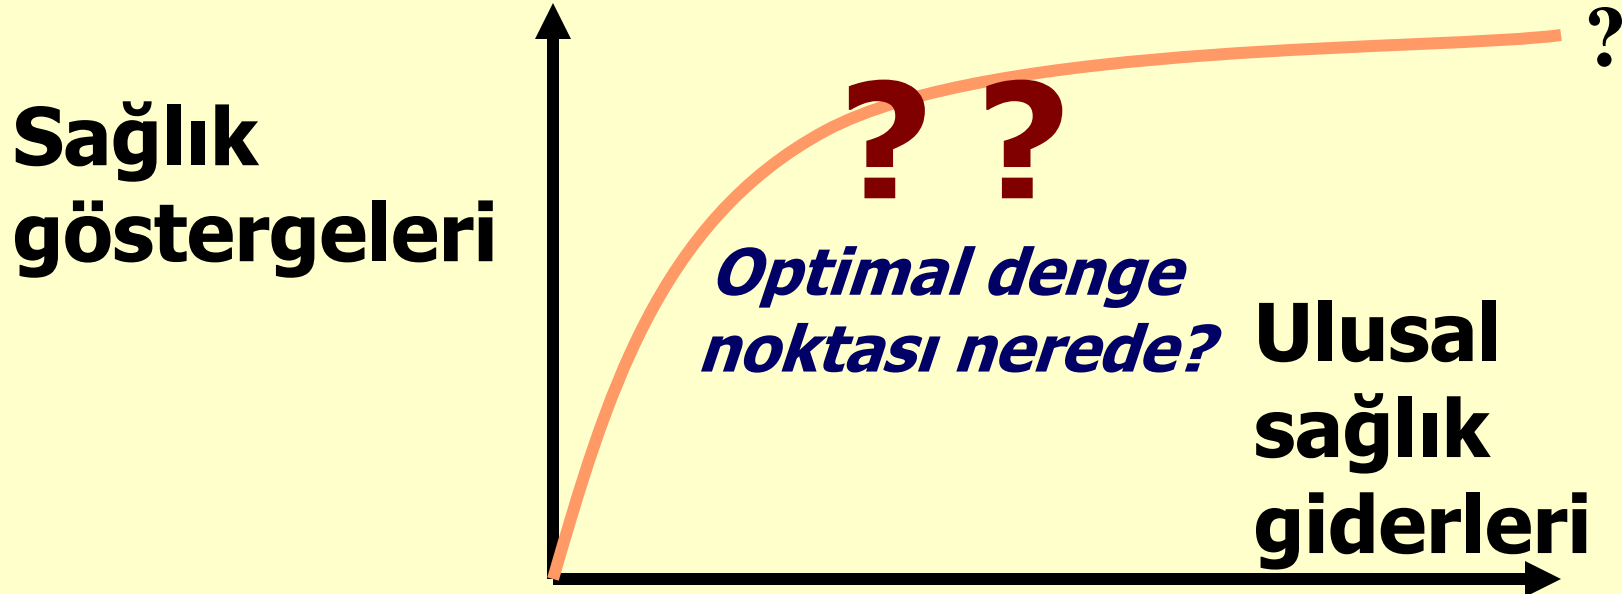 ?
Sağlık
göstergeleri
? ?
Optimal denge
noktası nerede?
Ulusal
sağlık
giderleri